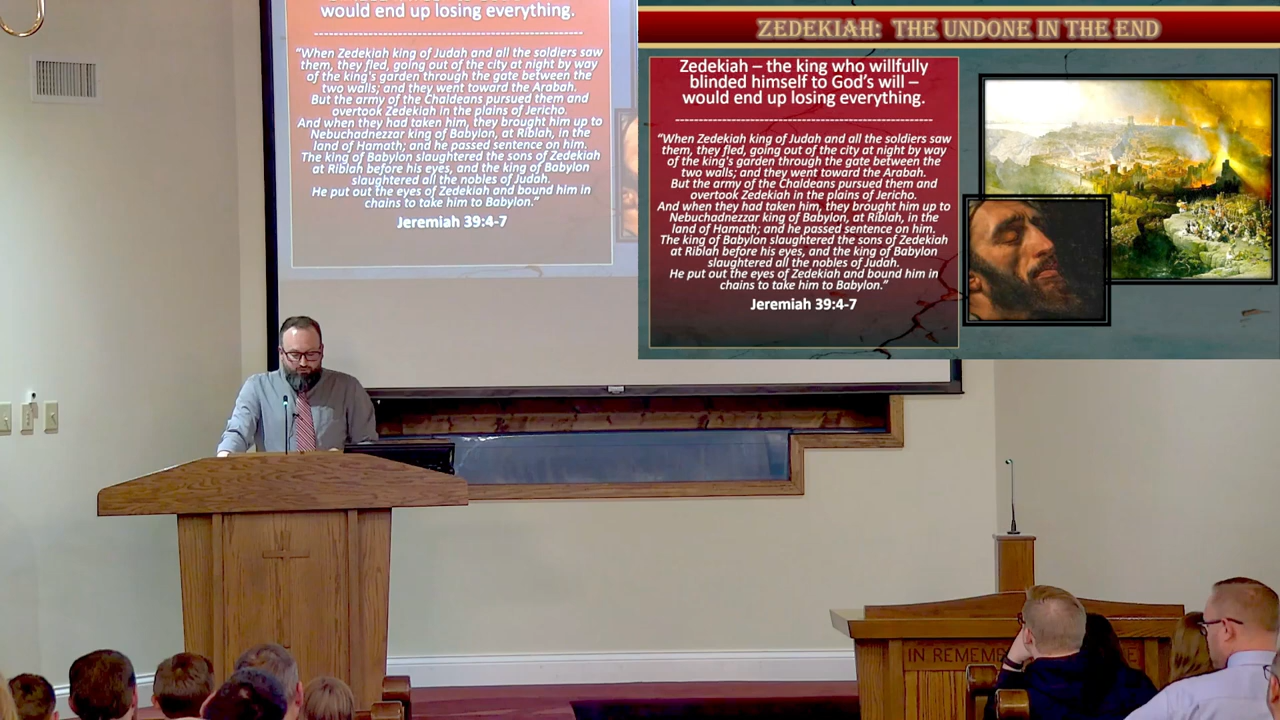 would end up losing everything.
--------------------------------------------------------
“When Zedekiah king of Judah and all the soldiers saw
them, they fled, going out of the city at night by way
of the king's garden through the gate between the
two walls; and they went toward the Arabah.
But the army of the Chaldeans pursued them and
overtook Zedekiah in the plains of Jericho.
And when they had taken him, they brought him up to
Nebuchadnezzar king of Babylon, at Riblah, in the
land of Hamath; and he passed sentence on him.
The king of Babylon slaughtered the sons of Zedekiah
at Riblah before his eyes, and the king of Babylon
slaughtered all the nobles of Judah.
He put out the eyes of Zedekiah and bound him in
chains to take him to Babylon.”
Jeremiah 39:4-7
ZEDEKIAH: THE UNDONE IN THE END
Zedekiah – the king who willfully
blinded himself to God’s will –
would end up losing everything.
--------------------------------------------------------
“When Zedekiah king of Judah and all the soldiers saw
them, they fled, going out of the city at night by way
of the king's garden through the gate between the
two walls; and they went toward the Arabah.
But the army of the Chaldeans pursued them and
overtook Zedekiah in the plains of Jericho.
And when they had taken him, they brought him up to
Nebuchadnezzar king of Babylon, at Riblah, in the
land of Hamath; and he passed sentence on him.
The king of Babylon slaughtered the sons of Zedekiah
at Riblah before his eyes, and the king of Babylon
slaughtered all the nobles of Judah.
He put out the eyes of Zedekiah and bound him in
chains to take him to Babylon.”
Jeremiah 39:4-7
IN REMEMB